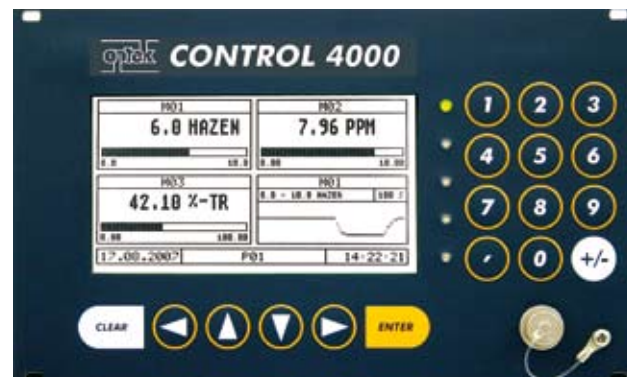 optek CONTROL 4000
M01
6.0 HAZEN
0.0 10.0
M02
7.96 PPM
0.00 10.00
M03
42.10 %-TR
0.00 100.00
M01
0.0 - 10.0 HAZEN 100 %
17.08.2007 P01 14:22:21
1 2 3
4 5 6
7 8 9
, 0 +/-
CLEAR ENTER